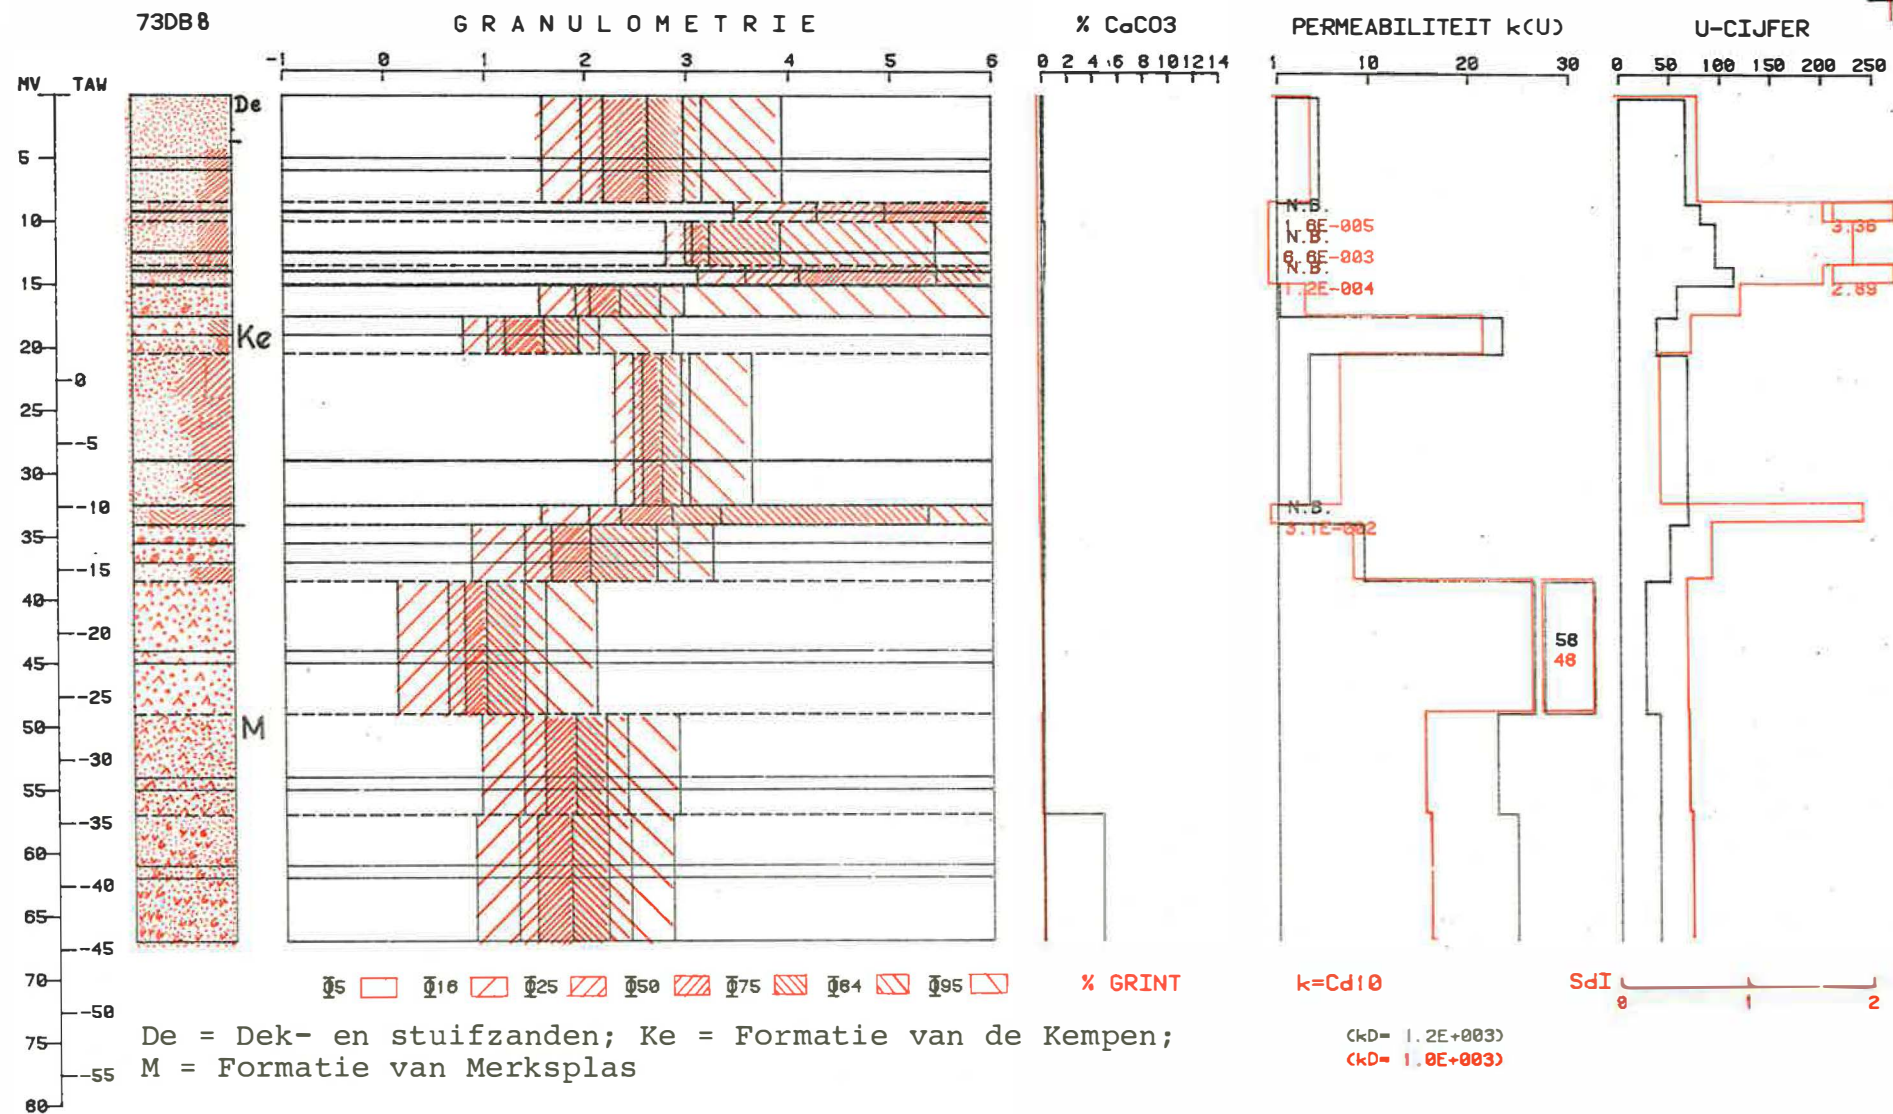 73DB8 GRANULOMETRIE % CaCO3 PERMEABILITEIT k(U) U-CIJFER
-1 0 1 2 3 4 5 6 0 2 4 6 8 10 12 14 1 10 20 30 0 50 100 150 200 250
MV TAW
De
5
10
N.B.
1.6E-005
3.36
N.B.
6.6E-003
N.B.
15
1.2E-004
2.89
Ke
20
0
25
-5
30
-10
N.B.
3.1E-002
35
-15
40
-20
58
48
45
-25
50
M
-30
55
-35
60
-40
65
-45
70
Φ5 Φ16 Φ25 Φ50 Φ75 Φ84 Φ95 % GRINT k=Cd10 SdI
0 1 2
-50
De = Dek- en stuifzanden; Ke = Formatie van de Kempen;
(kD= 1.2E+003)
75
M = Formatie van Merksplas
(kD= 1.0E+003)
-55
80